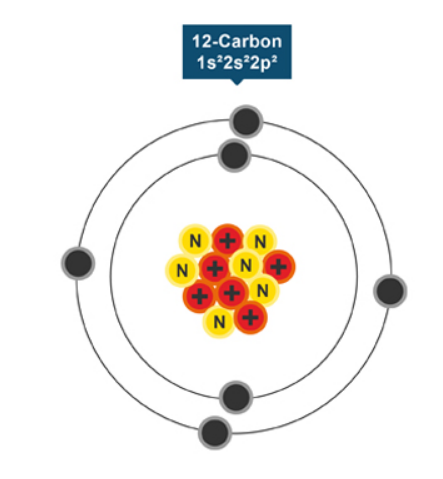 12-Carbon
1s²2s²2p²
N + N
N + N +
+ + N
N +